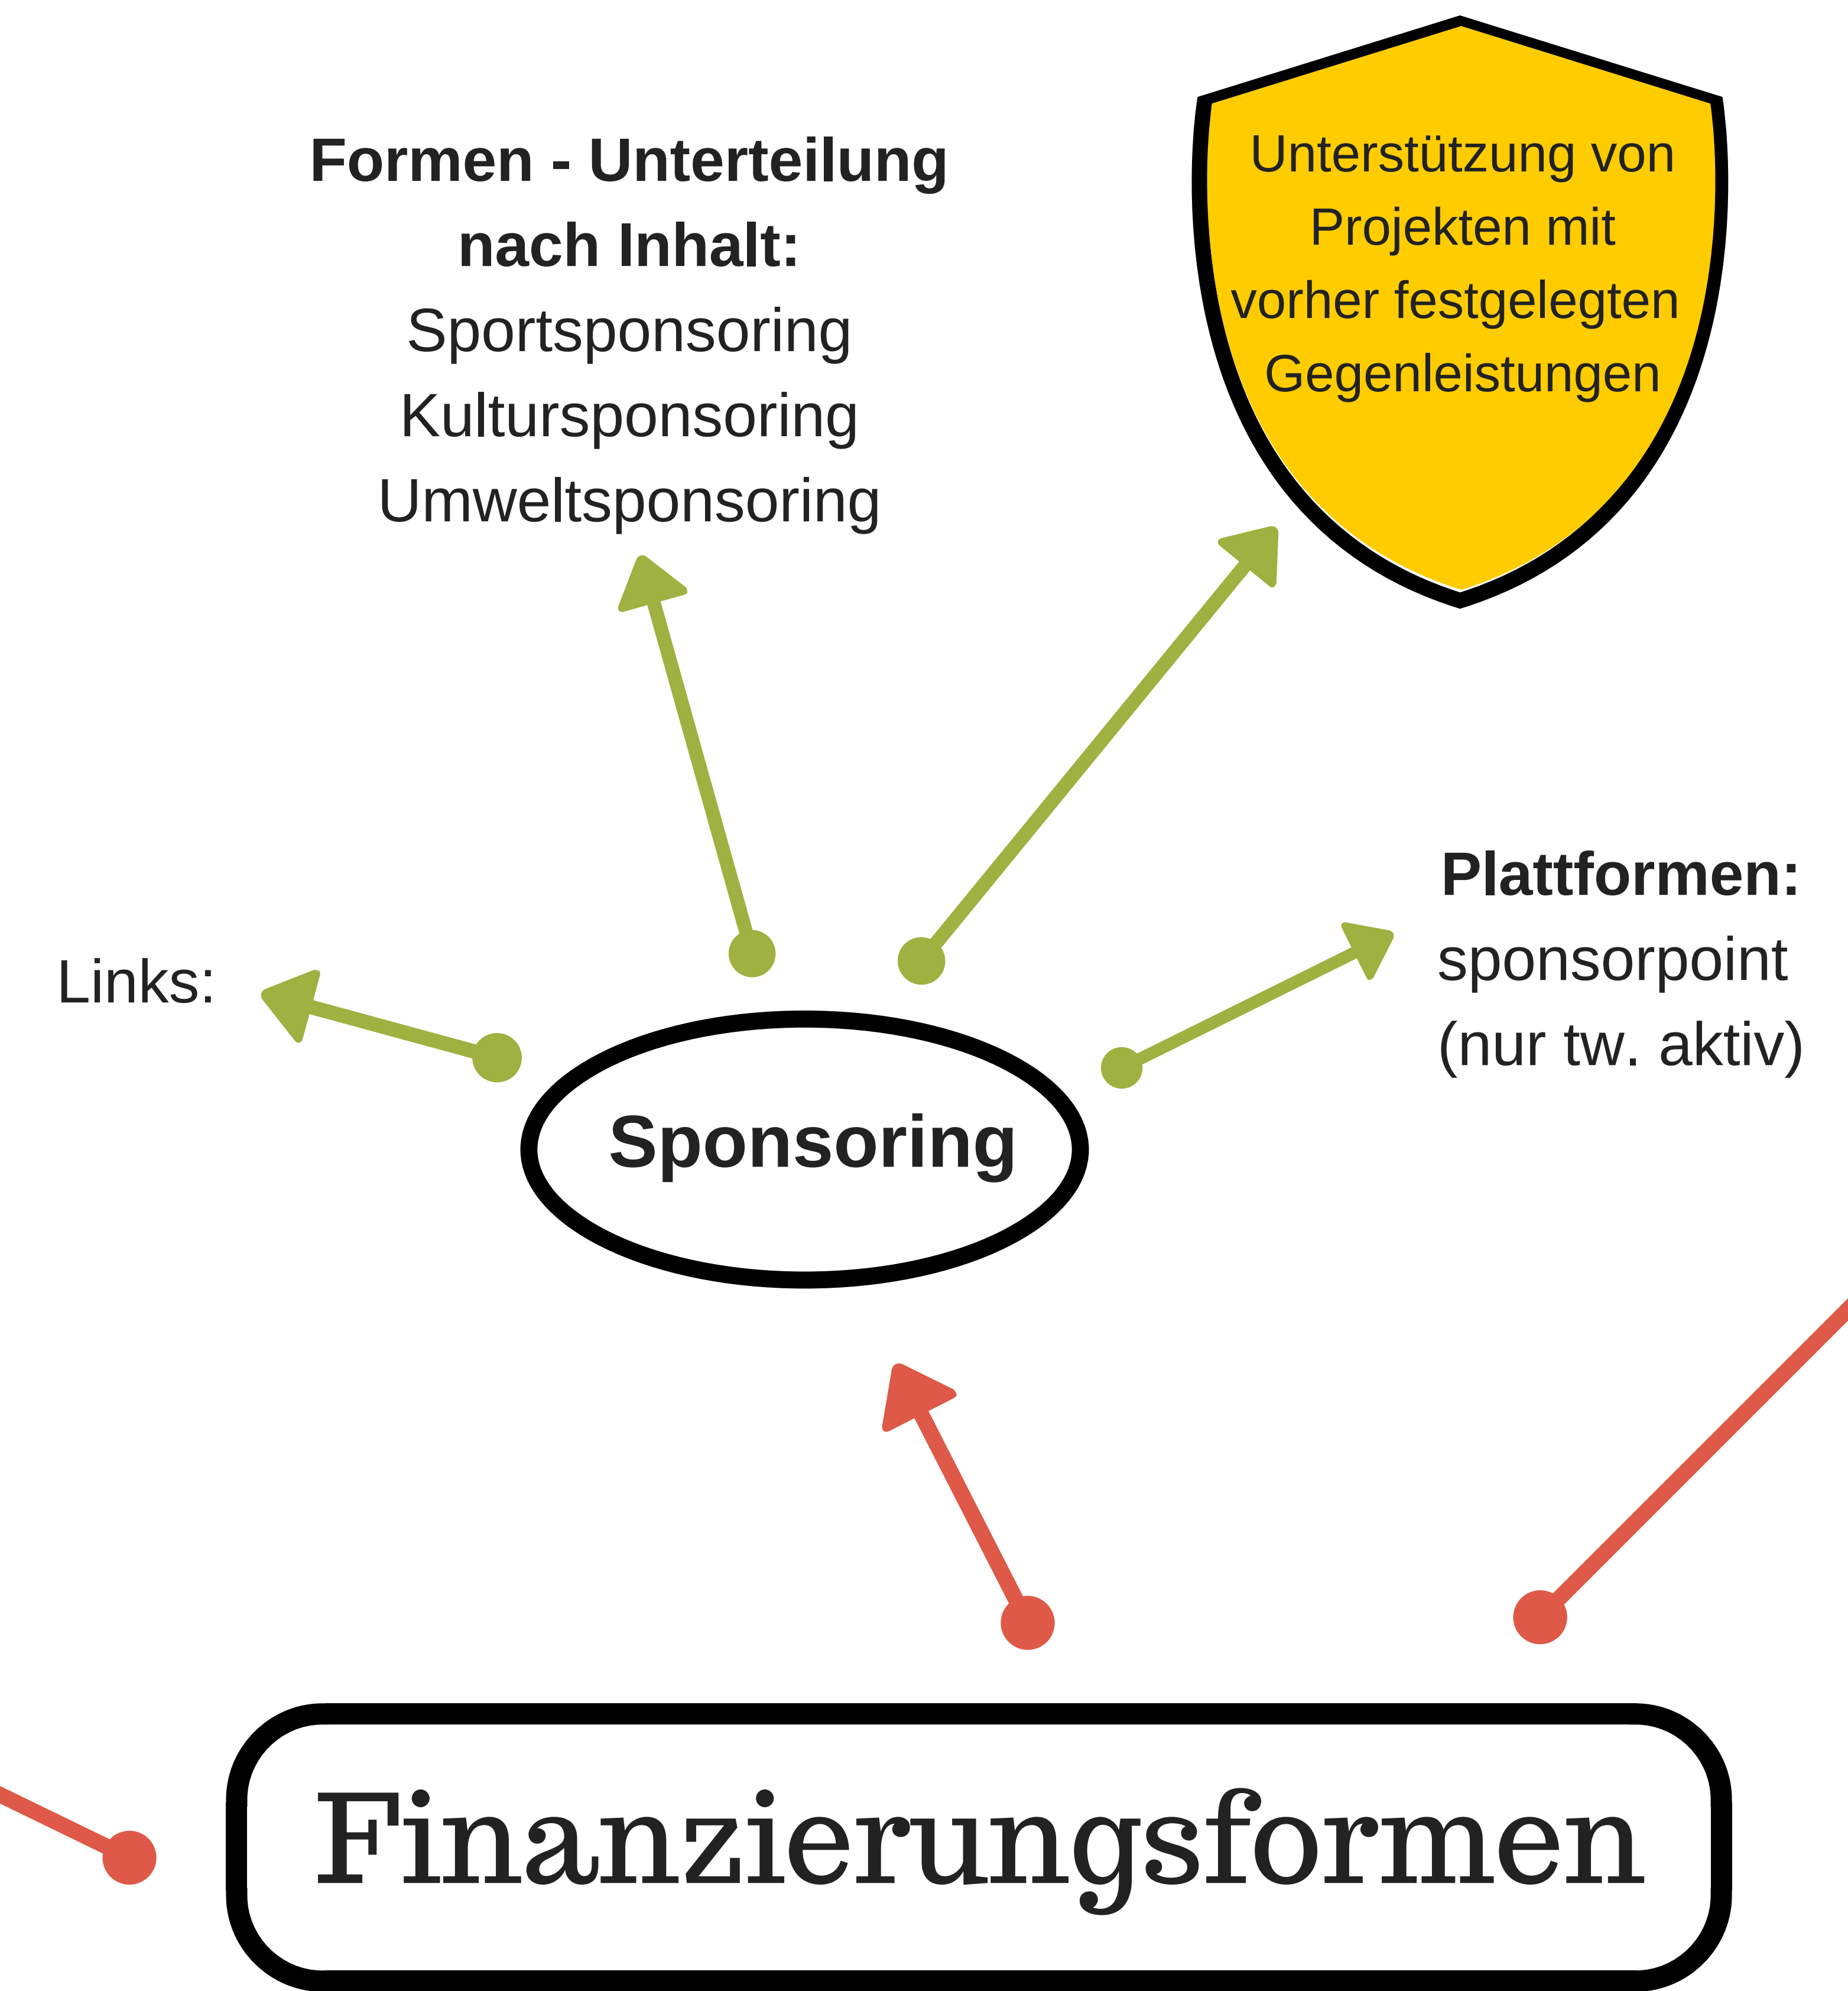 Formen - Unterteilung
nach Inhalt:
Sportsponsoring
Kultursponsoring
Umweltsponsoring
Unterstützung von
Projekten mit
vorher festgelegten
Gegenleistungen
Links:
Plattformen:
sponsorpoint
(nur tw. aktiv)
Sponsoring
Finanzierungsformen